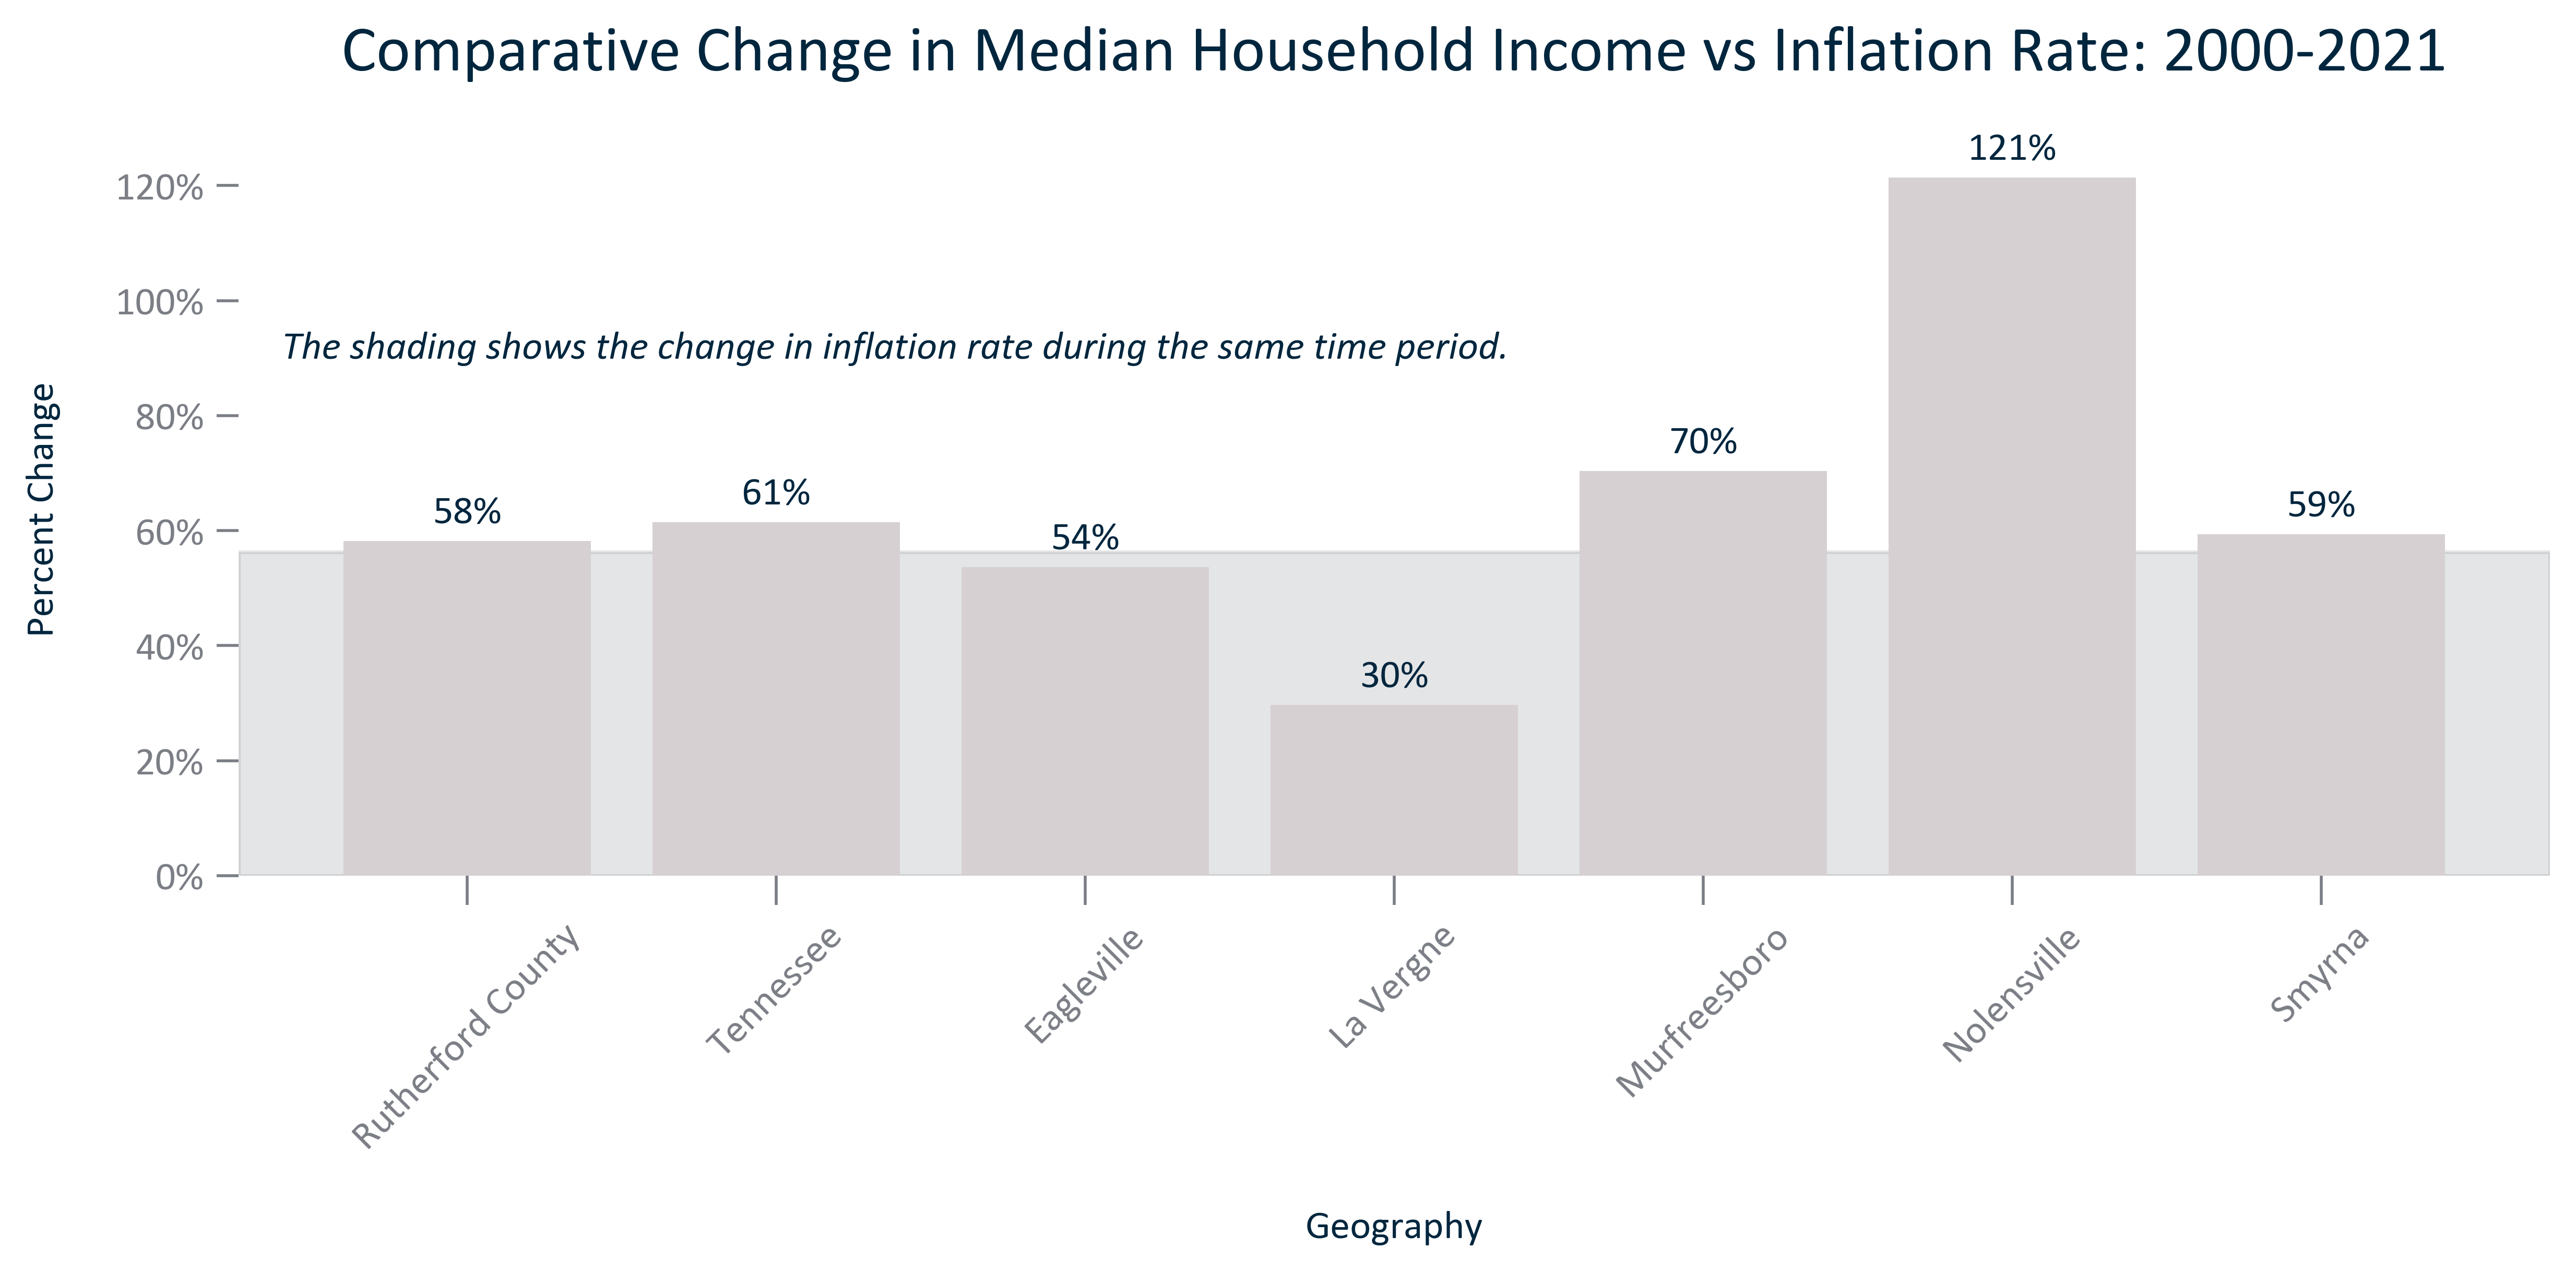 Comparative Change in Median Household Income vs Inflation Rate: 2000-2021
121%
120%
100%
The shading shows the change in inflation rate during the same time period.
80%
70%
61%
59%
58%
54%
60%
Percent Change
40%
30%
20%
0%
Rutherford County
Tennessee
Eagleville
La Vergne
Murfreesboro
Nolensville
Smyrna
Geography